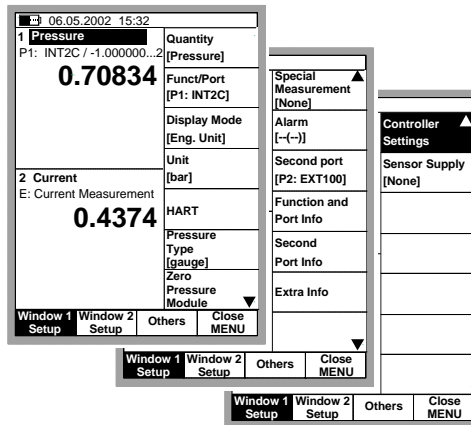 06.05.2002 15:32
1 Pressure
P1: INT2C / -1.000000...2
0.70834
2 Current
E: Current Measurement
0.4374
Quantity
[Pressure]
Funct/Port
[P1: INT2C]
Display Mode
[Eng. Unit]
Unit
[bar]
HART
Pressure
Type
[gauge]
Zero
Pressure
Module
Window 1 Setup
Window 2 Setup
Others
Close MENU
Special
Measurement
[None]
Alarm
[--(--)]
Second port
[P2: EXT100]
Function and
Port Info
Second
Port Info
Extra Info
Window 1 Setup
Window 2 Setup
Others
Close MENU
Controller
Settings
Sensor Supply
[None]
Window 1 Setup
Window 2 Setup
Others
Close MENU